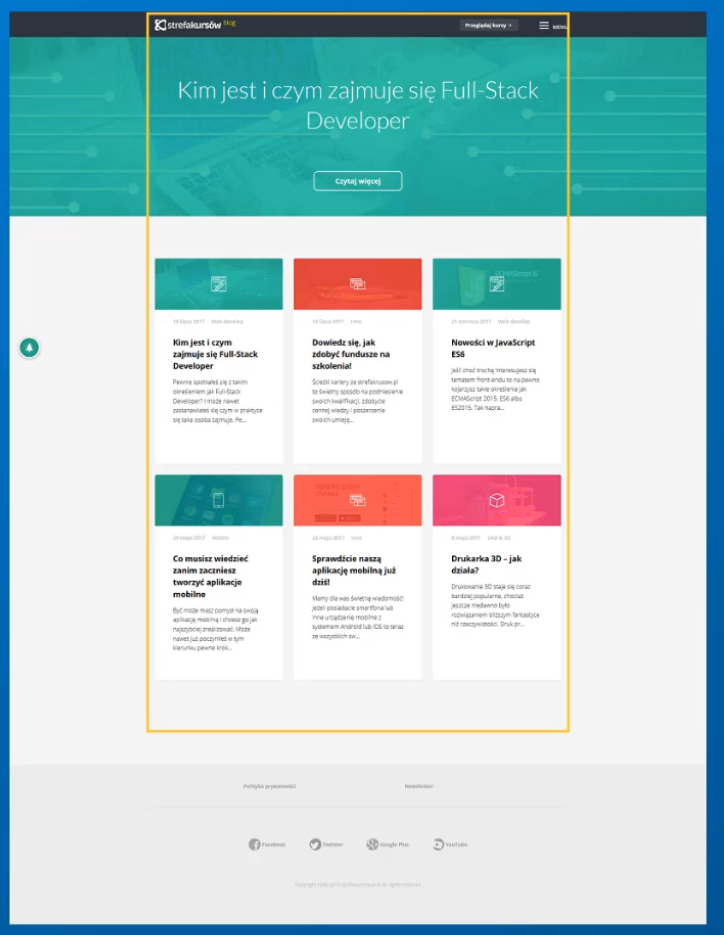 strefakursów blog
Przeglądaj kursy
MENU
Kim jest i czym zajmuje się Full-Stack
Developer
Czytaj więcej
19 lipca 2017 Web develop
Kim jest i czym
zajmuje się Full-Stack
Developer
Pewnie spotkałeś się z takim
określeniem jak Full-Stack
Developer? I może nawet
zastanawiałeś się czym w praktyce
się taka osoba zajmuje. Pe...
14 lipca 2017 Inne
Dowiedz się, jak
zdobyć fundusze na
szkolenia!
Ścieżki kariery ze strefakursow.pl
to świetny sposób na podniesienie
swoich kwalifikacji, zdobycie
cennej wiedzy i poszerzenie
swoich umieję...
ECMAScript 6
21 czerwca 2017 Web develop
Nowości w JavaScript
ES6
Jeśli choć trochę interesujesz się
tematem front-endu to na pewno
kojarzysz takie określenia jak
ECMAScript 2015, ES6 albo
ES2015. Tak napra...
29 maja 2017 Mobile
Co musisz wiedzieć
zanim zaczniesz
tworzyć aplikacje
mobilne
Być może masz pomysł na swoją
aplikację mobilną i chcesz go jak
najszybciej zrealizować. Może
nawet już poczyniłeś w tym
kierunku pewne krok...
22 maja 2017 Inne
Sprawdźcie naszą
aplikację mobilną już
dziś!
Mamy dla was świetną wiadomość!
Jeżeli posiadacie smartfona lub
inne urządzenie mobilne z
systemem Android lub iOS to teraz
ze wszystkich sw...
8 maja 2017 CAD & 3D
Drukarka 3D – jak
działa?
Drukowanie 3D staje się coraz
bardziej popularne, chociaż
jeszcze niedawno było
rozwiązaniem bliższym fantastyce
niż rzeczywistości. Druk pr...
Polityka prywatności
Newsletter
Facebook
Twitter
Google Plus
YouTube